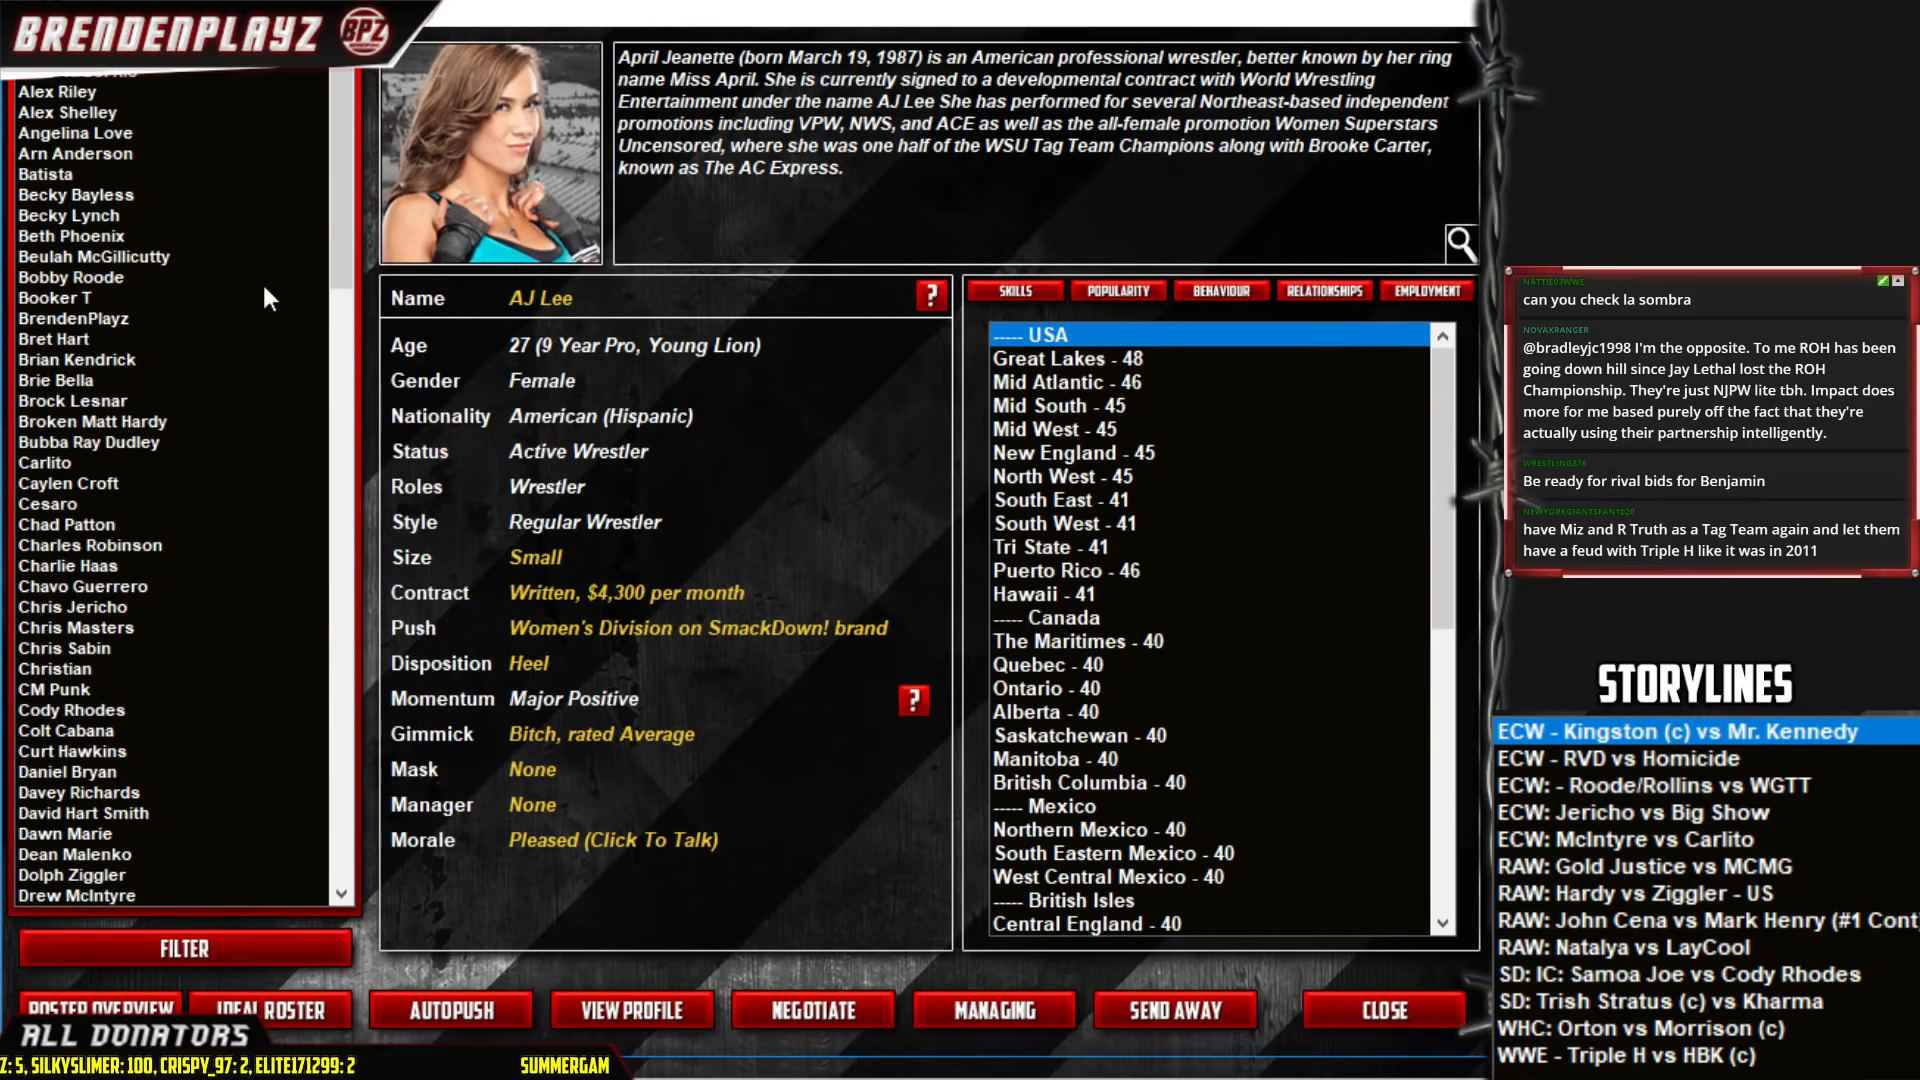 BRENDENPLAYZ BPZ
Alex Riley
Alex Shelley
Angelina Love
Arn Anderson
Batista
Becky Bayless
Becky Lynch
Beth Phoenix
Beulah McGillicutty
Bobby Roode
Booker T
BrendenPlayz
Bret Hart
Brian Kendrick
Brie Bella
Brock Lesnar
Broken Matt Hardy
Bubba Ray Dudley
Carlito
Caylen Croft
Cesaro
Chad Patton
Charles Robinson
Charlie Haas
Chavo Guerrero
Chris Jericho
Chris Masters
Chris Sabin
Christian
CM Punk
Cody Rhodes
Colt Cabana
Curt Hawkins
Daniel Bryan
Davey Richards
David Hart Smith
Dawn Marie
Dean Malenko
Dolph Ziggler
Drew McIntyre
FILTER
April Jeanette (born March 19, 1987) is an American professional wrestler, better known by her ring
name Miss April. She is currently signed to a developmental contract with World Wrestling
Entertainment under the name AJ Lee She has performed for several Northeast-based independent
promotions including VPW, NWS, and ACE as well as the all-female promotion Women Superstars
Uncensored, where she was one half of the WSU Tag Team Champions along with Brooke Carter,
known as The AC Express.
Name AJ Lee ?
Age 27 (9 Year Pro, Young Lion)
Gender Female
Nationality American (Hispanic)
Status Active Wrestler
Roles Wrestler
Style Regular Wrestler
Size Small
Contract Written, $4,300 per month
Push Women's Division on SmackDown! brand
Disposition Heel
Momentum Major Positive ?
Gimmick Bitch, rated Average
Mask None
Manager None
Morale Pleased (Click To Talk)
SKILLS POPULARITY BEHAVIOUR RELATIONSHIPS EMPLOYMENT
----- USA
Great Lakes - 48
Mid Atlantic - 46
Mid South - 45
Mid West - 45
New England - 45
North West - 45
South East - 41
South West - 41
Tri State - 41
Puerto Rico - 46
Hawaii - 41
----- Canada
The Maritimes - 40
Quebec - 40
Ontario - 40
Alberta - 40
Saskatchewan - 40
Manitoba - 40
British Columbia - 40
----- Mexico
Northern Mexico - 40
South Eastern Mexico - 40
West Central Mexico - 40
----- British Isles
Central England - 40
ROSTER OVERVIEW IDEAL ROSTER AUTOPUSH VIEW PROFILE NEGOTIATE MANAGING SEND AWAY CLOSE
ALL DONATORS
Z: 5, SILKYSLIMER: 100, CRISPY_97: 2, ELITE171299: 2 SUMMERGAM
NATTIE03WWE
can you check la sombra
NOVAXRANGER
@bradleyjc1998 I'm the opposite. To me ROH has been
going down hill since Jay Lethal lost the ROH
Championship. They're just NJPW lite tbh. Impact does
more for me based purely off the fact that they're
actually using their partnership intelligently.
WRESTLING676
Be ready for rival bids for Benjamin
NEWYORKGIANTSFAN1020
have Miz and R Truth as a Tag Team again and let them
have a feud with Triple H like it was in 2011
STORYLINES
ECW - Kingston (c) vs Mr. Kennedy
ECW - RVD vs Homicide
ECW: - Roode/Rollins vs WGTT
ECW: Jericho vs Big Show
ECW: McIntyre vs Carlito
RAW: Gold Justice vs MCMG
RAW: Hardy vs Ziggler - US
RAW: John Cena vs Mark Henry (#1 Cont
RAW: Natalya vs LayCool
SD: IC: Samoa Joe vs Cody Rhodes
SD: Trish Stratus (c) vs Kharma
WHC: Orton vs Morrison (c)
WWE - Triple H vs HBK (c)